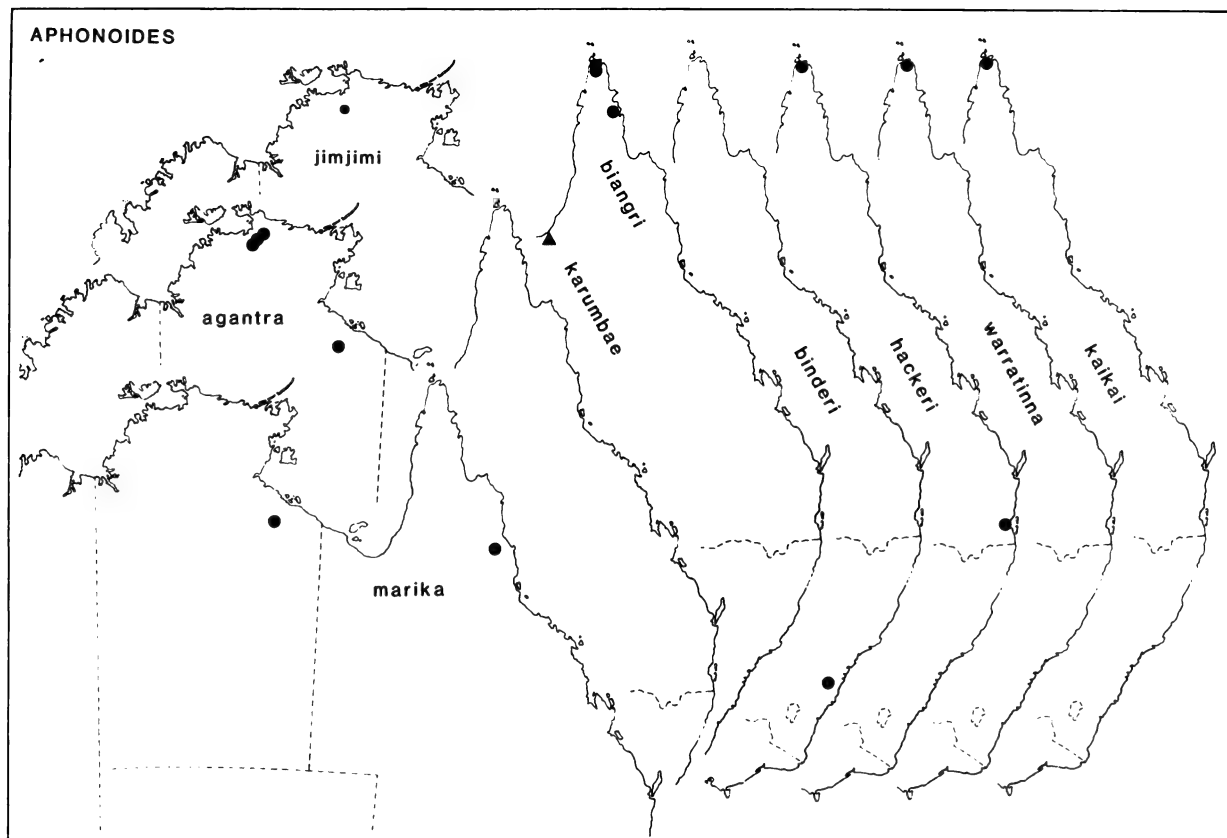 APHONOIDES
jimjimi
agantra
marika
karumbae
biangri
binderi
hackeri
warratinna
kaikai